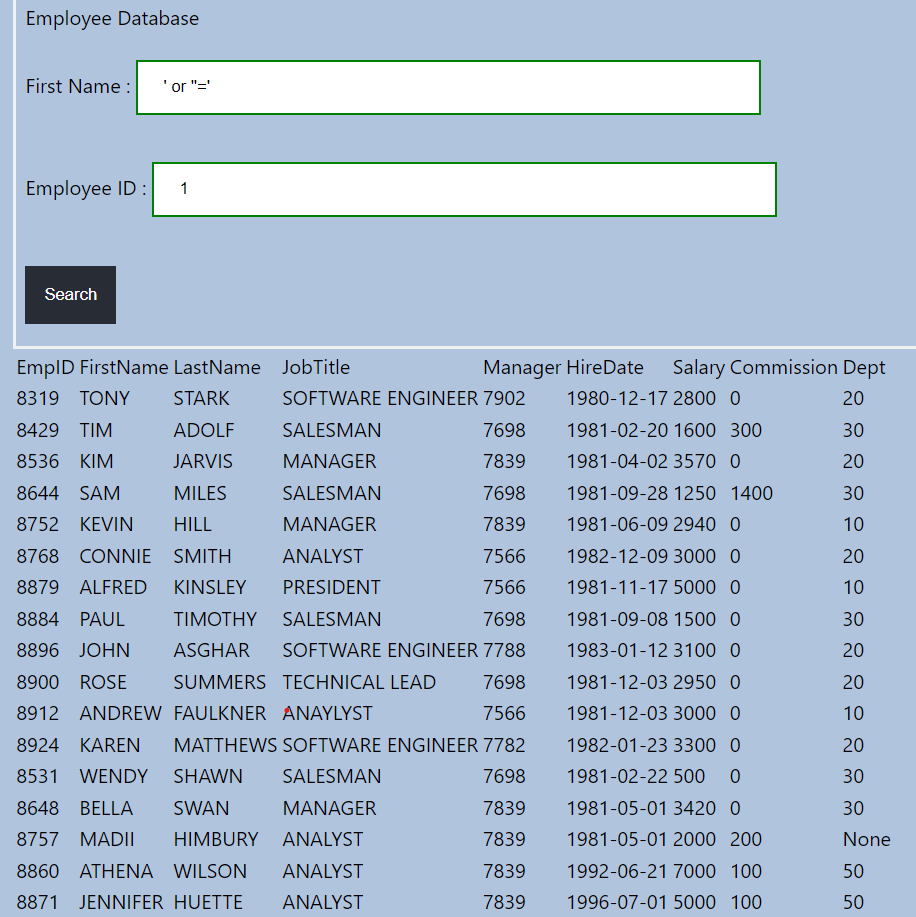 Employee Database
First Name : ' or ''='
Employee ID : 1
Search
EmpID FirstName LastName JobTitle Manager HireDate Salary Commission Dept
8319 TONY STARK SOFTWARE ENGINEER 7902 1980-12-17 2800 0 20
8429 TIM ADOLF SALESMAN 7698 1981-02-20 1600 300 30
8536 KIM JARVIS MANAGER 7839 1981-04-02 3570 0 20
8644 SAM MILES SALESMAN 7698 1981-09-28 1250 1400 30
8752 KEVIN HILL MANAGER 7839 1981-06-09 2940 0 10
8768 CONNIE SMITH ANALYST 7566 1982-12-09 3000 0 20
8879 ALFRED KINSLEY PRESIDENT 7566 1981-11-17 5000 0 10
8884 PAUL TIMOTHY SALESMAN 7698 1981-09-08 1500 0 30
8896 JOHN ASGHAR SOFTWARE ENGINEER 7788 1983-01-12 3100 0 20
8900 ROSE SUMMERS TECHNICAL LEAD 7698 1981-12-03 2950 0 20
8912 ANDREW FAULKNER ANAYLYST 7566 1981-12-03 3000 0 10
8924 KAREN MATTHEWS SOFTWARE ENGINEER 7782 1982-01-23 3300 0 20
8531 WENDY SHAWN SALESMAN 7698 1981-02-22 500 0 30
8648 BELLA SWAN MANAGER 7839 1981-05-01 3420 0 30
8757 MADII HIMBURY ANALYST 7839 1981-05-01 2000 200 None
8860 ATHENA WILSON ANALYST 7839 1992-06-21 7000 100 50
8871 JENNIFER HUETTE ANALYST 7839 1996-07-01 5000 100 50